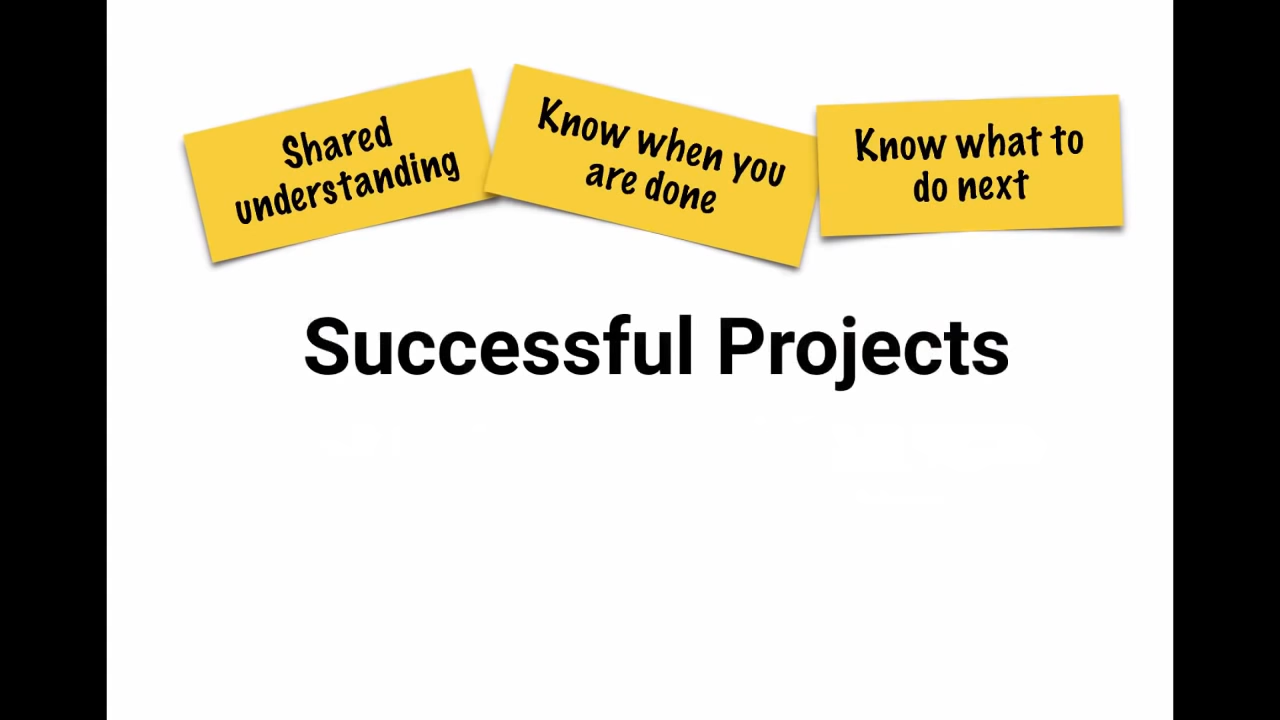 Shared
understanding
Know when you
are done
Know what to
do next
Successful Projects